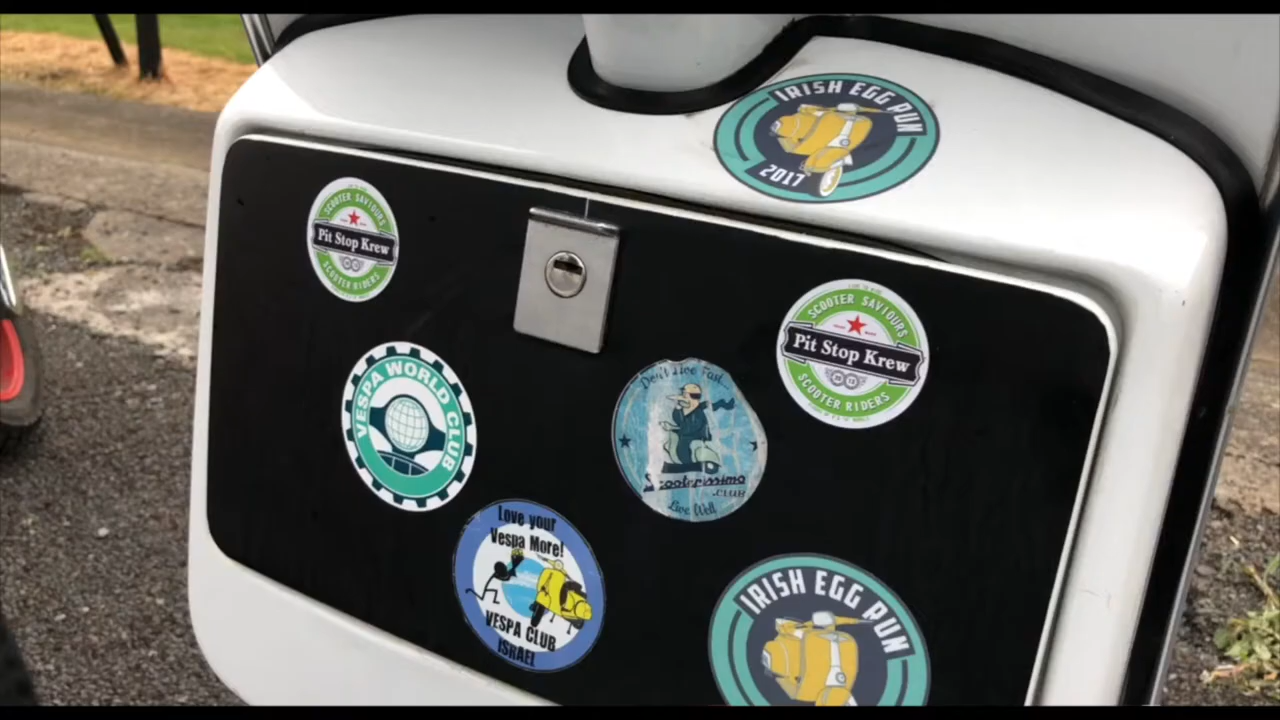 IRISH EGG RUN
2017
SCOOTER SAVIOURS
Pit Stop Krew
SCOOTER RIDERS
SCOOTER SAVIOURS
Pit Stop Krew
SCOOTER RIDERS
VESPA WORLD CLUB
Don't Live Fast
Scooterissimo
.CLUB
Live Well
Love your
Vespa More!
VESPA CLUB
ISRAEL
IRISH EGG RUN